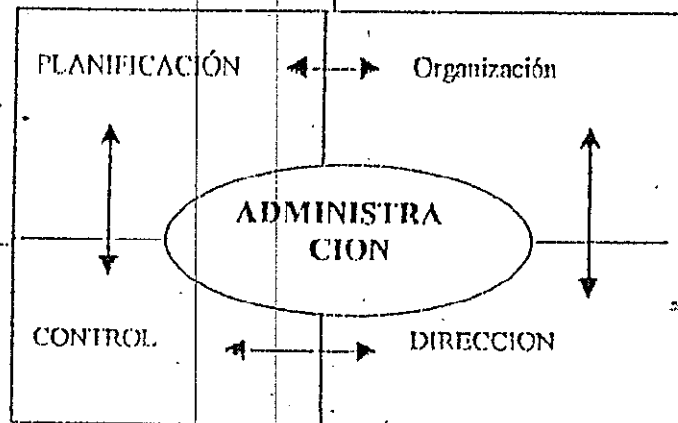 PLANIFICACIÓN
Organización
ADMINISTRA
CION
CONTROL
DIRECCION